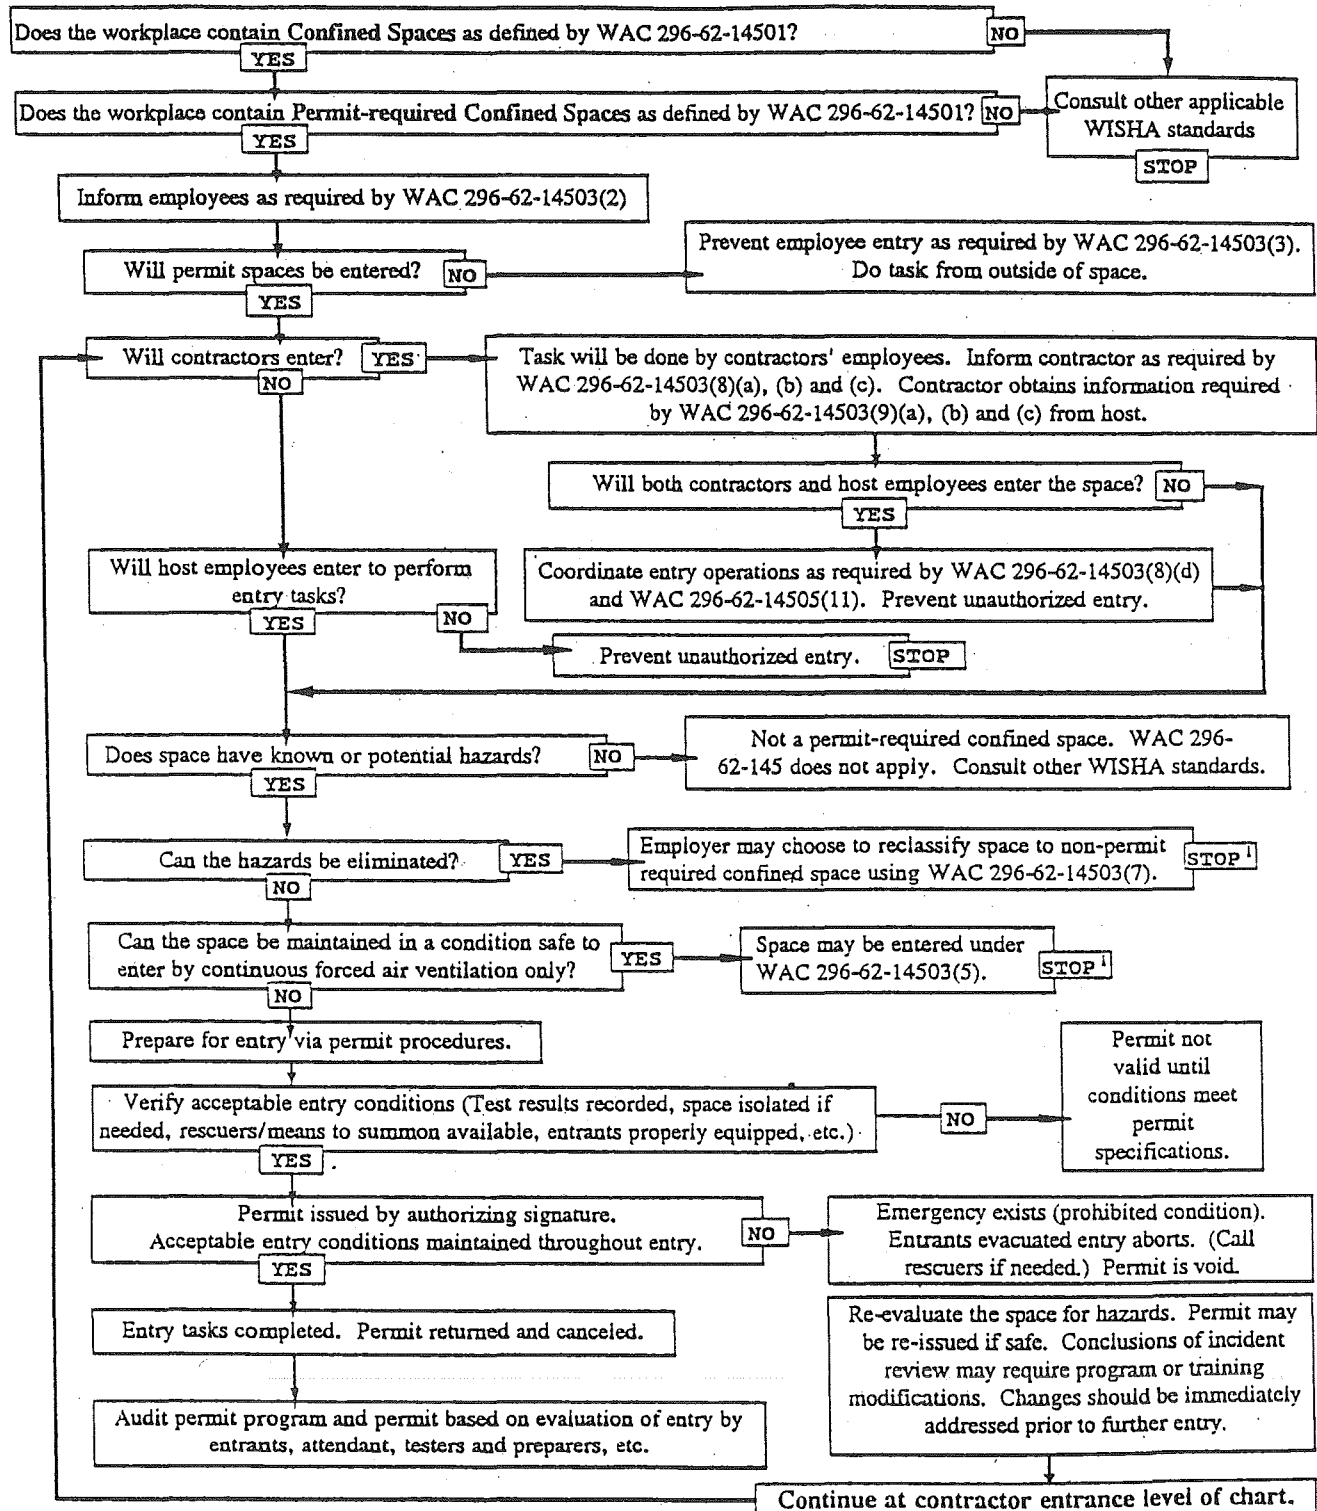 Does the workplace contain Confined Spaces as defined by WAC 296-62-14501?
NO
YES
Does the workplace contain Permit-required Confined Spaces as defined by WAC 296-62-14501?
NO
Consult other applicable
WISHA standards
STOP
YES
Inform employees as required by WAC 296-62-14503(2)
Will permit spaces be entered?
NO
Prevent employee entry as required by WAC 296-62-14503(3).
Do task from outside of space.
YES
Will contractors enter?
YES
Task will be done by contractors' employees. Inform contractor as required by
WAC 296-62-14503(8)(a), (b) and (c). Contractor obtains information required
by WAC 296-62-14503(9)(a), (b) and (c) from host.
NO
Will both contractors and host employees enter the space?
NO
YES
Will host employees enter to perform
entry tasks?
Coordinate entry operations as required by WAC 296-62-14503(8)(d)
and WAC 296-62-14505(11). Prevent unauthorized entry.
YES
NO
Prevent unauthorized entry.
STOP
Does space have known or potential hazards?
NO
Not a permit-required confined space. WAC 296-
62-145 does not apply. Consult other WISHA standards.
YES
Can the hazards be eliminated?
YES
Employer may choose to reclassify space to non-permit
required confined space using WAC 296-62-14503(7).
STOP¹
NO
Can the space be maintained in a condition safe to
enter by continuous forced air ventilation only?
YES
Space may be entered under
WAC 296-62-14503(5).
STOP¹
NO
Prepare for entry via permit procedures.
Verify acceptable entry conditions (Test results recorded, space isolated if
needed, rescuers/means to summon available, entrants properly equipped, etc.)
NO
Permit not
valid until
conditions meet
permit
specifications.
YES
Permit issued by authorizing signature.
Acceptable entry conditions maintained throughout entry.
NO
Emergency exists (prohibited condition).
Entrants evacuated entry aborts. (Call
rescuers if needed.) Permit is void.
YES
Entry tasks completed. Permit returned and canceled.
Re-evaluate the space for hazards. Permit may
be re-issued if safe. Conclusions of incident
review may require program or training
modifications. Changes should be immediately
addressed prior to further entry.
Audit permit program and permit based on evaluation of entry by
entrants, attendant, testers and preparers, etc.
Continue at contractor entrance level of chart.